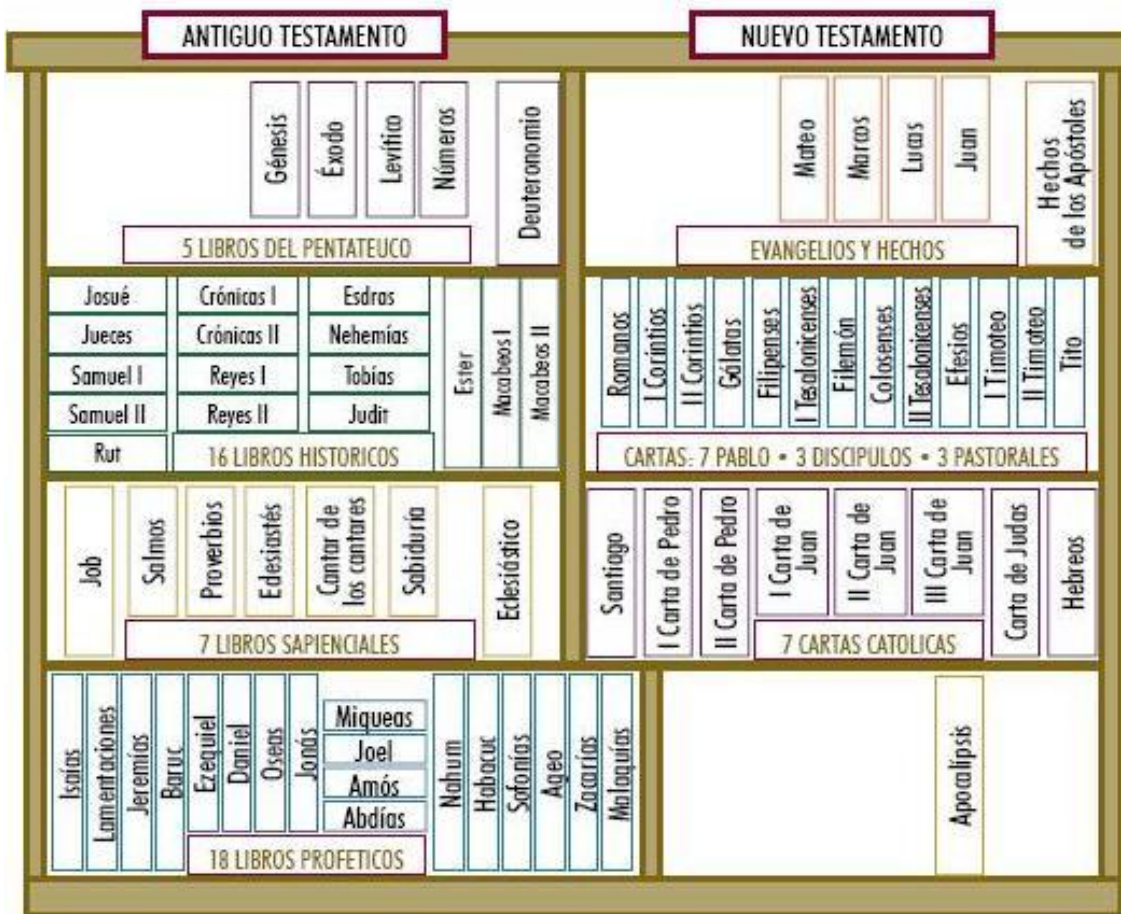 ANTIGUO TESTAMENTO
Génesis
Éxodo
Levítico
Números
Deuteronomio
5 LIBROS DEL PENTATEUCO
Josué
Jueces
Samuel I
Samuel II
Rut
Crónicas I
Crónicas II
Reyes I
Reyes II
Esdras
Nehemías
Tobías
Judit
Ester
Macabeos I
Macabeos II
16 LIBROS HISTORICOS
Job
Salmos
Proverbios
Edesiastés
Cantar de
los cantares
Sabiduría
Eclesiástico
7 LIBROS SAPIENCIALES
Isaías
Lamentaciones
Jeremías
Baruc
Ezequiel
Daniel
Oseas
Jonás
Miqueas
Joel
Amós
Abdías
Nahum
Habacuc
Sofonías
Ageo
Zacarías
Malaquías
18 LIBROS PROFETICOS
NUEVO TESTAMENTO
Mateo
Marcos
Lucas
Juan
Hechos
de los Apóstoles
EVANGELIOS Y HECHOS
Romanos
I Corintios
II Corintios
Gálatas
Filipenses
I Tesalonicenses
Filemón
Colosenses
II Tesalonicenses
Efesios
I Timoteo
II Timoteo
Tito
CARTAS: 7 PABLO • 3 DISCIPULOS • 3 PASTORALES
Santiago
I Carta de Pedro
II Carta de Pedro
I Carta de
Juan
II Carta de
Juan
III Carta de
Juan
Carta de Judas
Hebreos
7 CARTAS CATOLICAS
Apocalípsis